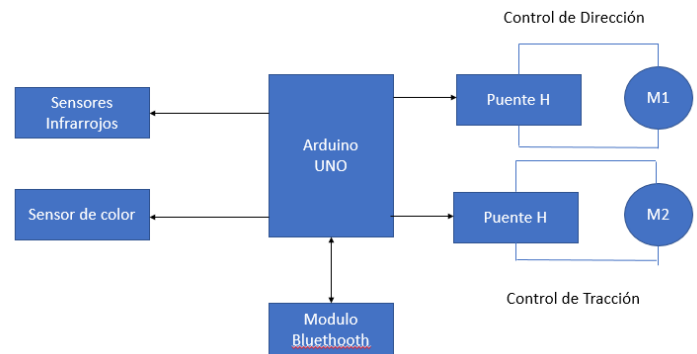 Control de Dirección
Sensores
Infrarrojos
Arduino
UNO
Puente H
M1
Sensor de color
Puente H
M2
Control de Tracción
Modulo
Bluethooth